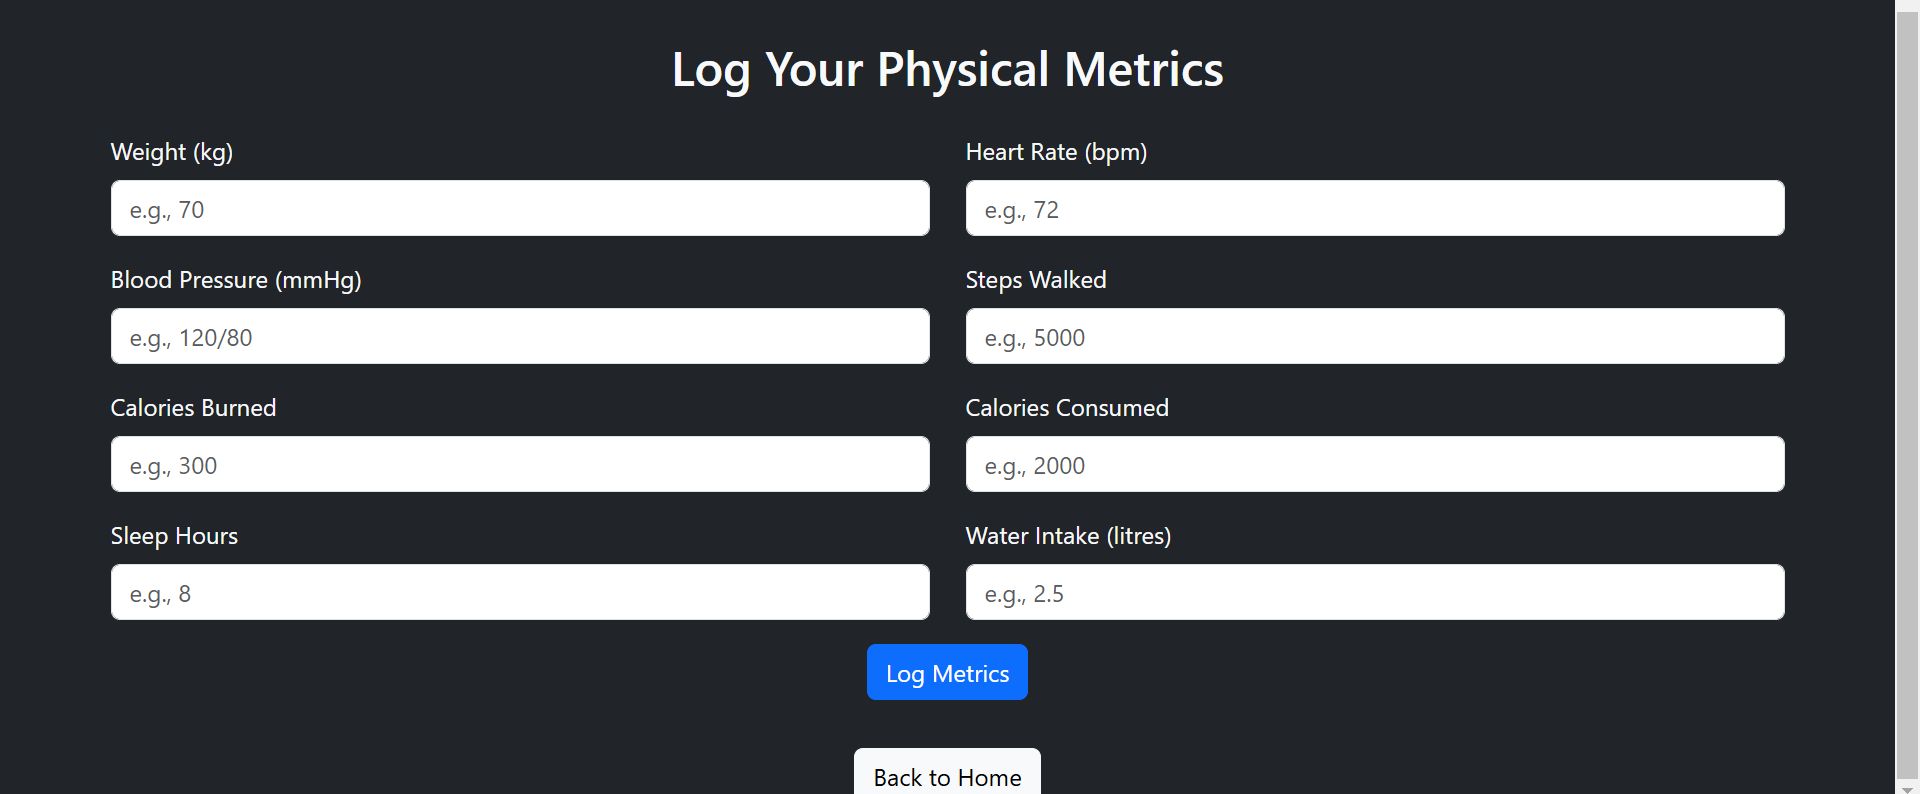 Log Your Physical Metrics
Weight (kg)
Heart Rate (bpm)
e.g., 70
e.g., 72
Blood Pressure (mmHg)
Steps Walked
e.g., 120/80
e.g., 5000
Calories Burned
Calories Consumed
e.g., 300
e.g., 2000
Sleep Hours
Water Intake (litres)
e.g., 8
e.g., 2.5
Log Metrics
Back to Home